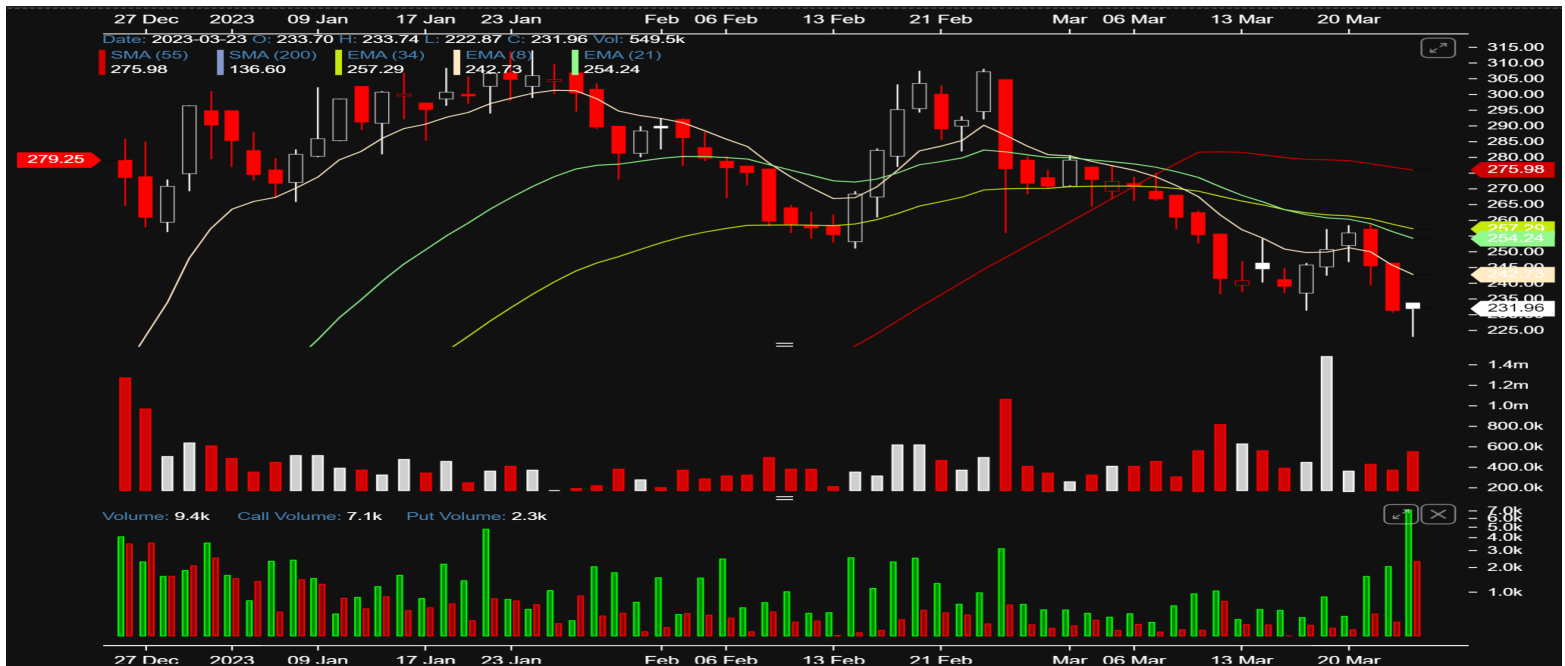 27 Dec 2023 09 Jan 17 Jan 23 Jan Feb 06 Feb 13 Feb 21 Feb Mar 06 Mar 13 Mar 20 Mar
Date: 2023-03-23 O: 233.70 H: 233.74 L: 222.87 C: 231.96 Vol: 549.5k
SMA (55) SMA (200) EMA (34) EMA (8) EMA (21)
275.98 136.60 257.29 242.73 254.24
315.00
310.00
305.00
300.00
295.00
290.00
285.00
279.25
280.00
275.98
270.00
265.00
260.00
257.29
254.24
250.00
245.00
242.73
240.00
235.00
231.96
230.00
225.00
1.4m
1.2m
1.0m
800.0k
600.0k
400.0k
200.0k
Volume: 9.4k Call Volume: 7.1k Put Volume: 2.3k
7.0k
6.0k
5.0k
4.0k
3.0k
2.0k
1.0k
27 Dec 2023 09 Jan 17 Jan 23 Jan Feb 06 Feb 13 Feb 21 Feb Mar 06 Mar 13 Mar 20 Mar